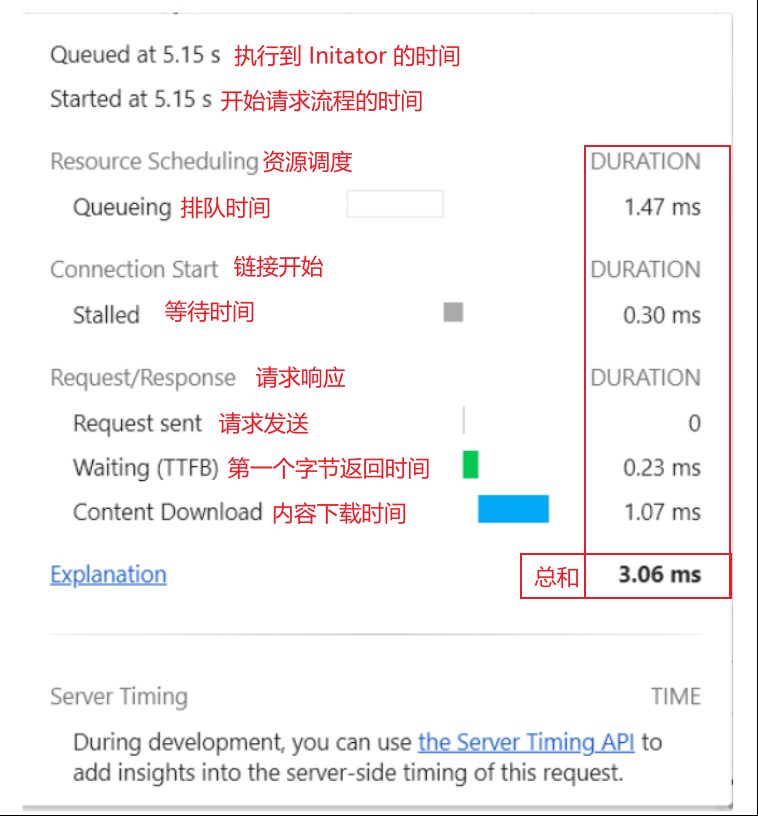 Queued at 5.15 s 执行到 Initator 的时间
Started at 5.15 s 开始请求流程的时间
Resource Scheduling 资源调度 DURATION
Queueing 排队时间 1.47 ms
Connection Start 链接开始 DURATION
Stalled 等待时间 0.30 ms
Request/Response 请求响应 DURATION
Request sent 请求发送 0
Waiting (TTFB) 第一个字节返回时间 0.23 ms
Content Download 内容下载时间 1.07 ms
Explanation 总和 3.06 ms
Server Timing TIME
During development, you can use the Server Timing API to
add insights into the server-side timing of this request.